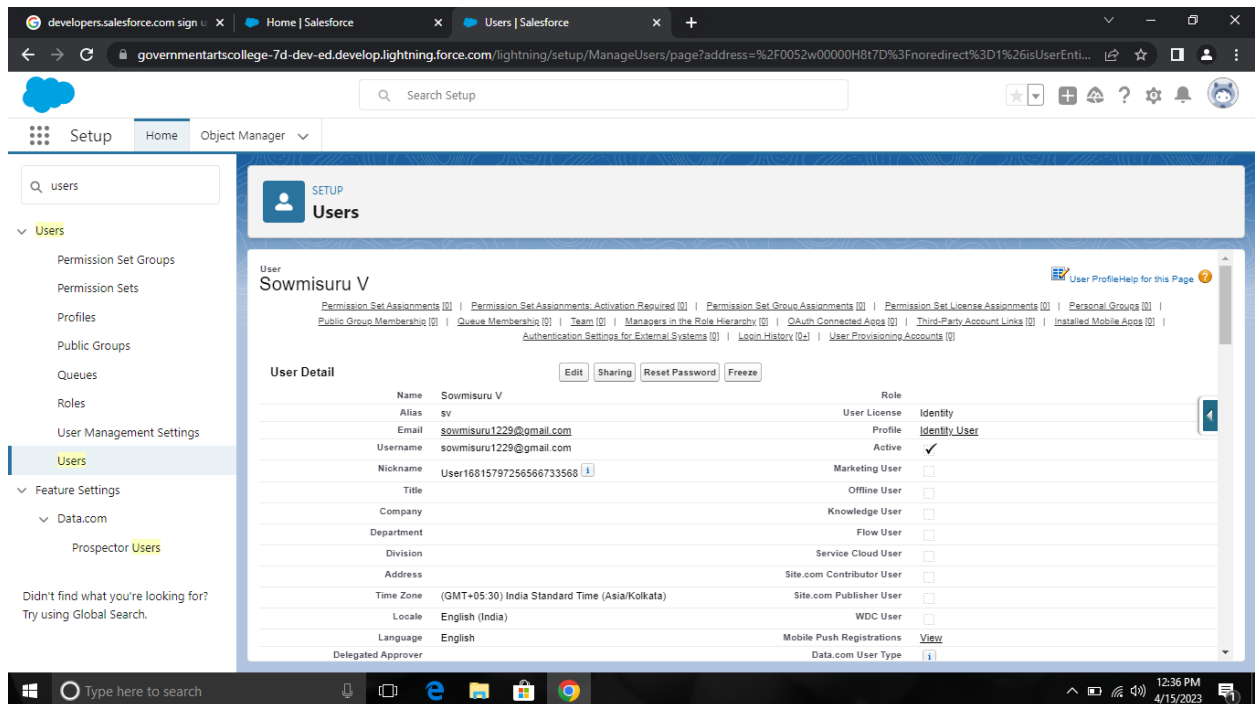 developers.salesforce.com sign u
Home | Salesforce
Users | Salesforce
governmentartscollege-7d-dev-ed.develop.lightning.force.com/lightning/setup/ManageUsers/page?address=%2F0052w00000H8t7D%3Fnoredirect%3D1%26isUserEnti...
Search Setup
Setup
Home
Object Manager
users
Users
Permission Set Groups
Permission Sets
Profiles
Public Groups
Queues
Roles
User Management Settings
Users
Feature Settings
Data.com
Prospector Users
Didn't find what you're looking for?
Try using Global Search.
SETUP
Users
User
Sowmisuru V
User Profile Help for this Page
Permission Set Assignments [0] | Permission Set Assignments: Activation Required [0] | Permission Set Group Assignments [0] | Permission Set License Assignments [0] | Personal Groups [0] |
Public Group Membership [0] | Queue Membership [0] | Team [0] | Managers in the Role Hierarchy [0] | OAuth Connected Apps [0] | Third-Party Account Links [0] | Installed Mobile Apps [0] |
Authentication Settings for External Systems [0] | Login History [0+] | User Provisioning Accounts [0]
User Detail
Edit Sharing Reset Password Freeze
Name Sowmisuru V Role
Alias sv User License Identity
Email sowmisuru1229@gmail.com Profile Identity User
Username sowmisuru1229@gmail.com Active ✓
Nickname User16815797256566733568 i Marketing User
Title Offline User
Company Knowledge User
Department Flow User
Division Service Cloud User
Address Site.com Contributor User
Time Zone (GMT+05:30) India Standard Time (Asia/Kolkata) Site.com Publisher User
Locale English (India) WDC User
Language English Mobile Push Registrations View
Delegated Approver Data.com User Type i
Type here to search
12:36 PM
4/15/2023